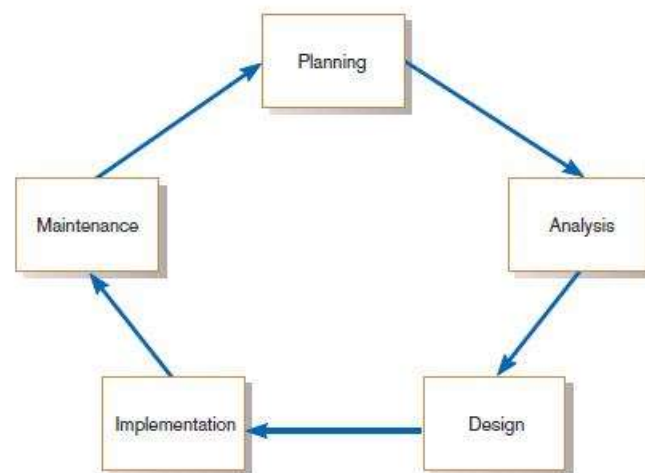 Planning
Analysis
Design
Implementation
Maintenance